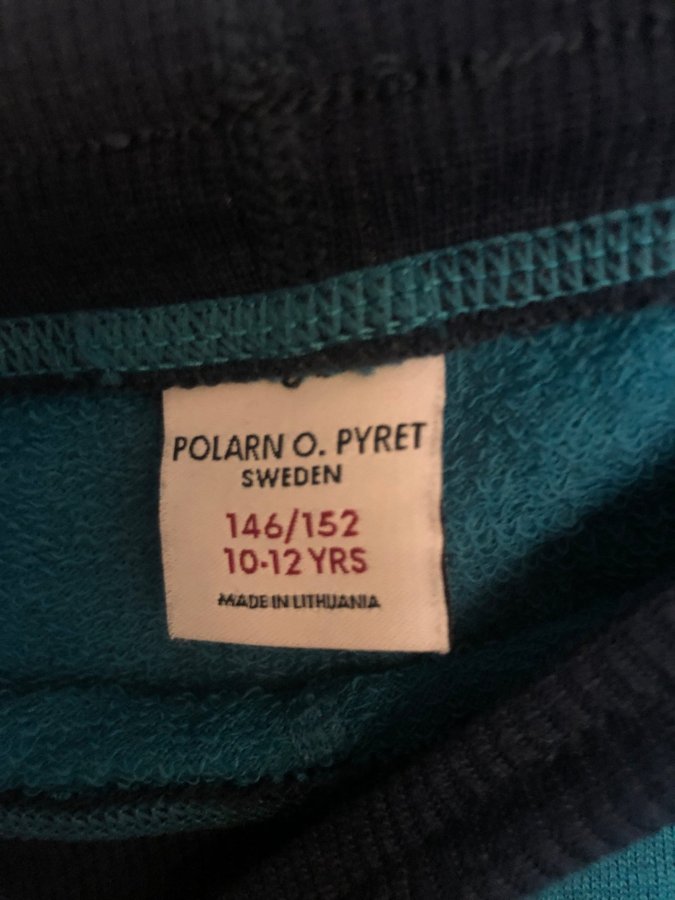 POLARN O. PYRET
SWEDEN
146/152
10-12 YRS
MADE IN LITHUANIA